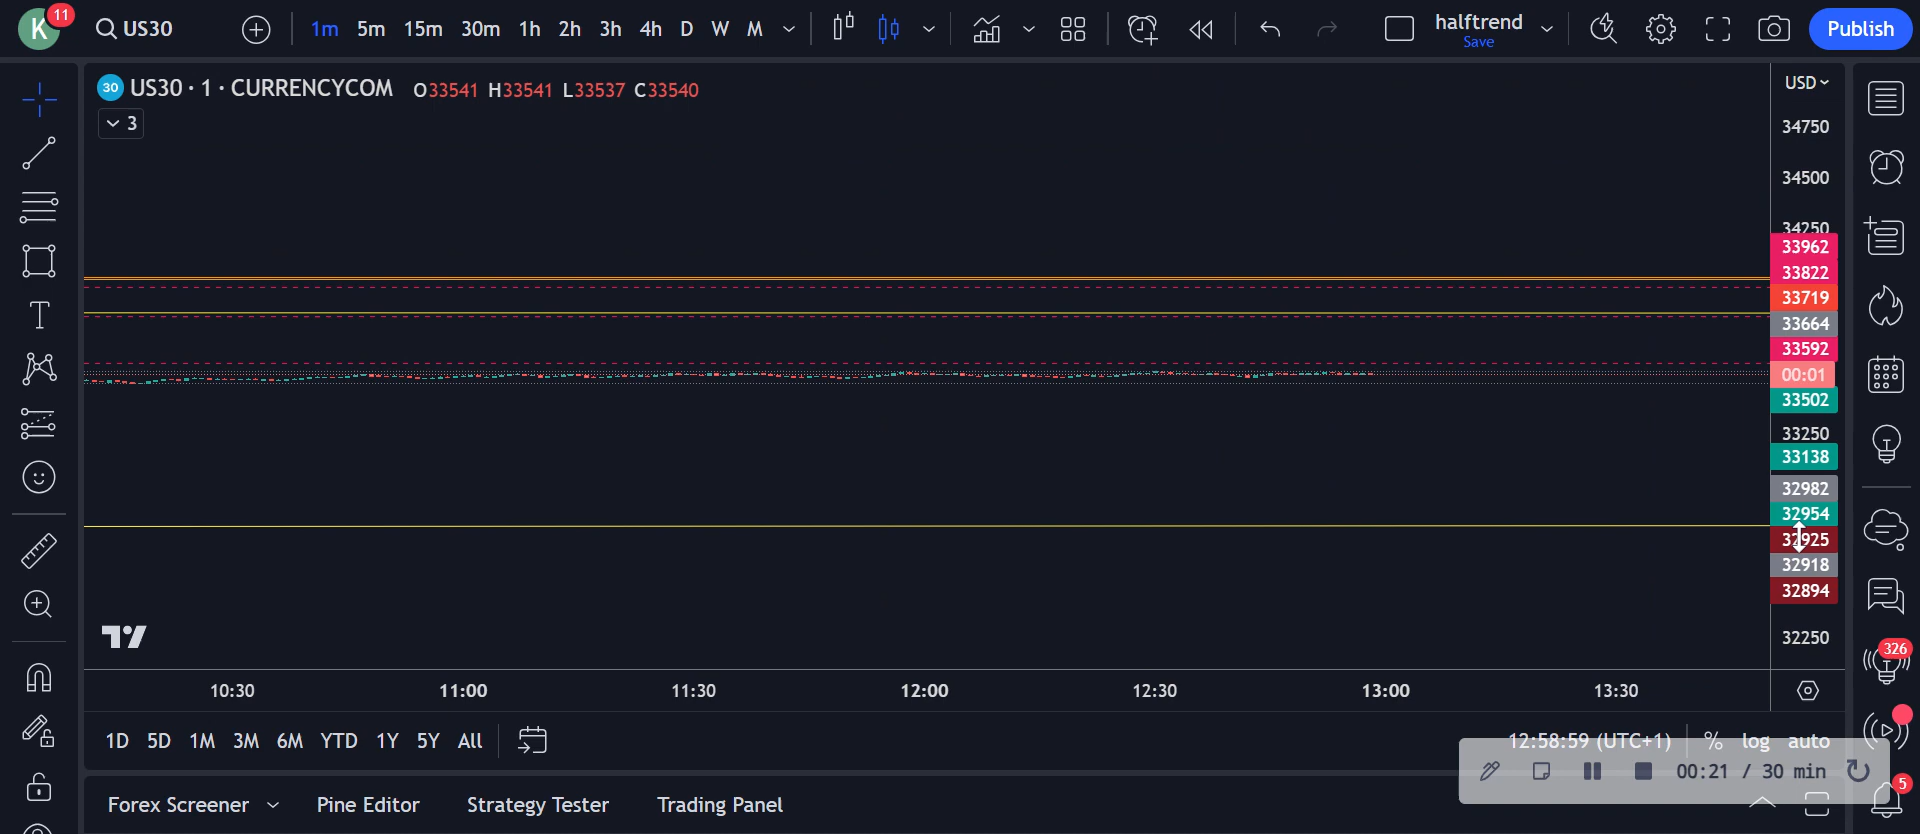 K
11
US30
1m 5m 15m 30m 1h 2h 3h 4h D W M
halftrend
Save
Publish
30 US30 · 1 · CURRENCYCOM O33541 H33541 L33537 C33540
3
USD
34750
34500
34250
33962
33822
33719
33664
33592
00:01
33502
33250
33138
32982
32954
32925
32918
32894
32250
10:30 11:00 11:30 12:00 12:30 13:00 13:30
326
1D 5D 1M 3M 6M YTD 1Y 5Y All
12:58:59 (UTC+1) % log auto
00:21 / 30 min
5
Forex Screener Pine Editor Strategy Tester Trading Panel